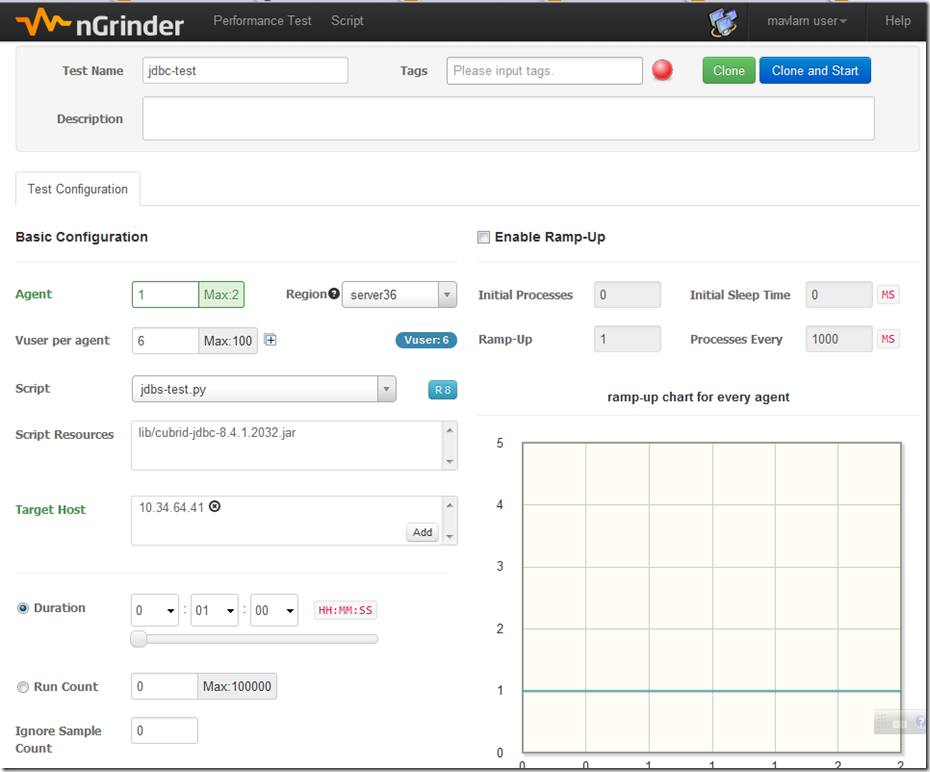 nGrinder Performance Test Script mavlarn user Help
Test Name jdbc-test Tags Please input tags. Clone Clone and Start
Description
Test Configuration
Basic Configuration
Agent 1 Max:2 Region server36
Vuser per agent 6 Max:100 Vuser: 6
Script jdbs-test.py R 8
Script Resources lib/cubrid-jdbc-8.4.1.2032.jar
Target Host 10.34.64.41
Add
Duration 0 : 01 : 00 HH:MM:SS
Run Count 0 Max:100000
Ignore Sample 0
Count
Enable Ramp-Up
Initial Processes 0 Initial Sleep Time 0 MS
Ramp-Up 1 Processes Every 1000 MS
ramp-up chart for every agent
5
4
3
2
1
0
0 0 1 1 1 2 2